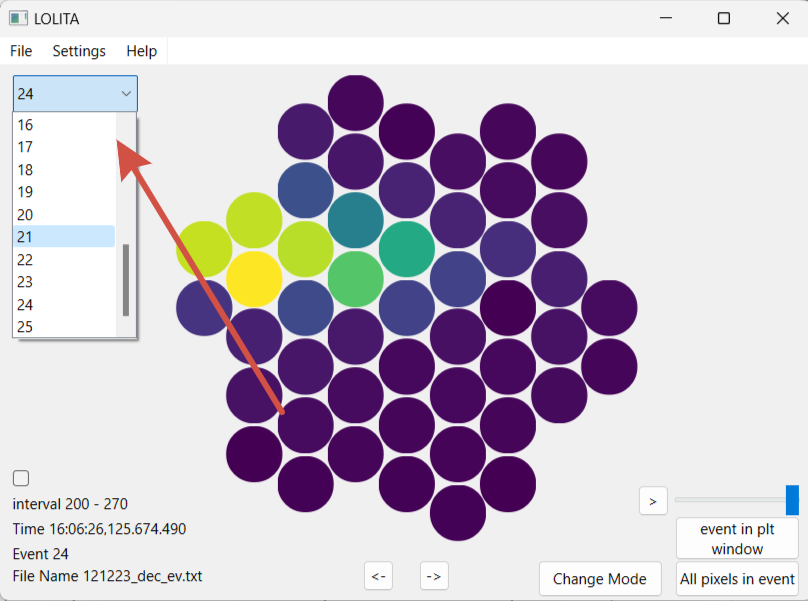 LOLITA
File Settings Help
24
16
17
18
19
20
21
22
23
24
25
interval 200 - 270
Time 16:06:26,125.674.490
Event 24
File Name 121223_dec_ev.txt
<-
->
>
event in plt
window
Change Mode
All pixels in event